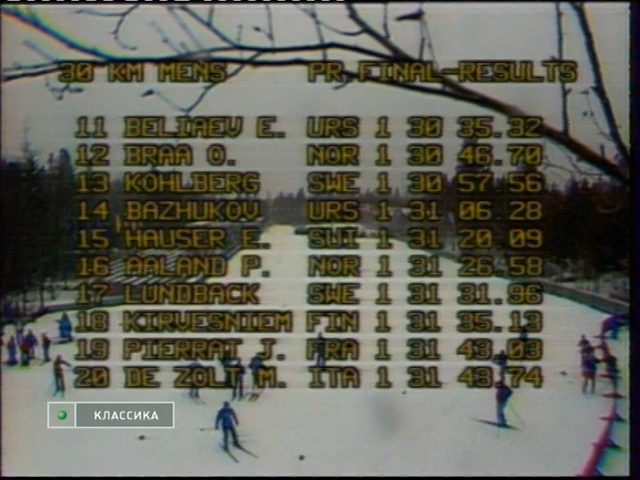 30 KM MENS PR.FINAL-RESULTS
11 BELIAEV E. URS 1 30 35.32
12 BRAA O. NOR 1 30 46.70
13 KOHLBERG SWE 1 30 57 56
14 BAZHUKOV URS 1 31 06.28
15 HAUSER E. SUI 1 31 20.09
16 AALAND P. NOR 1 31 26.58
17 LUNDBACK SWE 1 31 31.96
18 KIRVESNIEM FIN 1 31 35.13
19 PIERRAT J. FRA 1 31 43.03
20 DE ZOLT M. ITA 1 31 43.74
КЛАССИКА